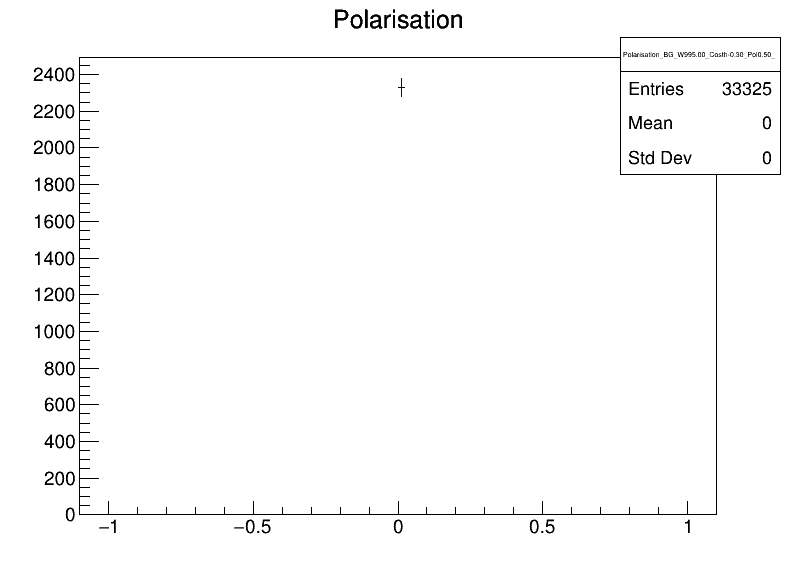 Polarisation
Polarisation_BG_W995.00_Costh-0.30_Pol0.50_
Entries 33325
Mean 0
Std Dev 0
2400
2200
2000
1800
1600
1400
1200
1000
800
600
400
200
0
−1 −0.5 0 0.5 1